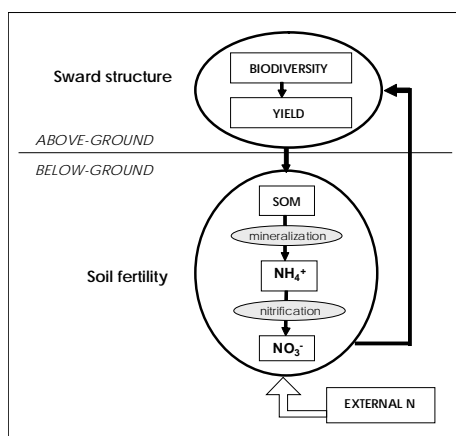 BIODIVERSITY
Sward structure
YIELD
ABOVE-GROUND
BELOW-GROUND
SOM
mineralization
Soil fertility
NH₄⁺
nitrification
NO₃⁻
EXTERNAL N